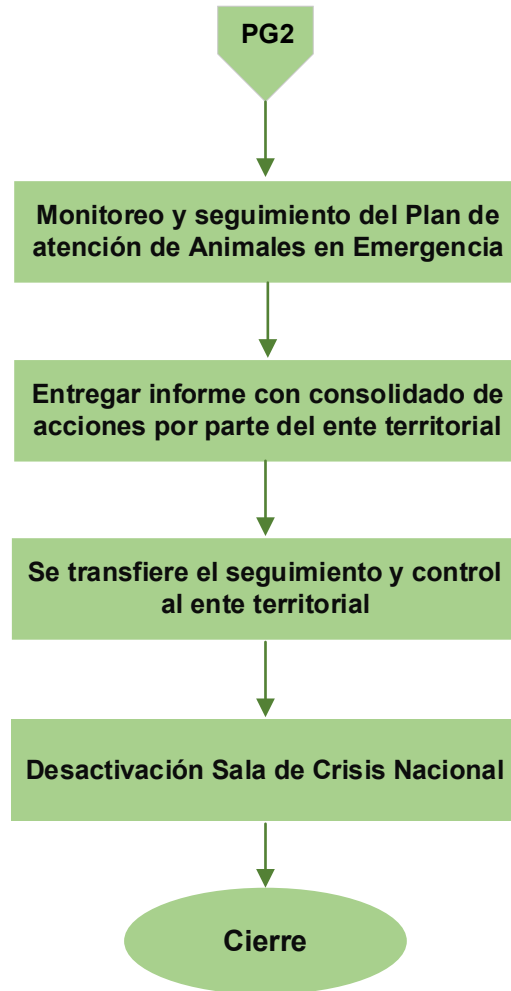 PG2
Monitoreo y seguimiento del Plan de
atención de Animales en Emergencia
Entregar informe con consolidado de
acciones por parte del ente territorial
Se transfiere el seguimiento y control
al ente territorial
Desactivación Sala de Crisis Nacional
Cierre